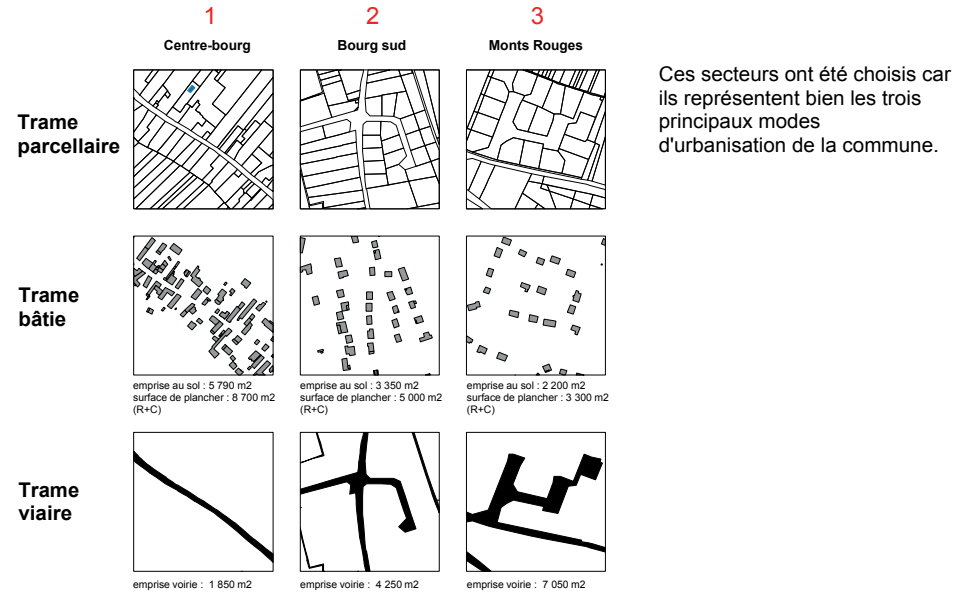 1
2
3
Centre-bourg
Bourg sud
Monts Rouges
Ces secteurs ont été choisis car
ils représentent bien les trois
principaux modes
d'urbanisation de la commune.
Trame
parcellaire
Trame
bâtie
emprise au sol : 5 790 m2
surface de plancher : 8 700 m2
(R+C)
emprise au sol : 3 350 m2
surface de plancher : 5 000 m2
(R+C)
emprise au sol : 2 200 m2
surface de plancher : 3 300 m2
(R+C)
Trame
viaire
emprise voirie : 1 850 m2
emprise voirie : 4 250 m2
emprise voirie : 7 050 m2